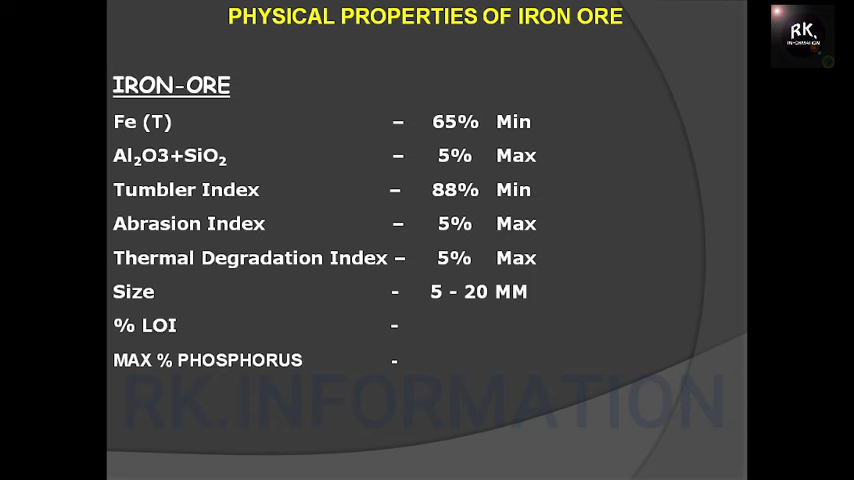 PHYSICAL PROPERTIES OF IRON ORE
RK,
INFORMATION
IRON-ORE
Fe (T) – 65% Min
Al₂O3+SiO₂ – 5% Max
Tumbler Index – 88% Min
Abrasion Index – 5% Max
Thermal Degradation Index – 5% Max
Size - 5 - 20 MM
% LOI -
MAX % PHOSPHORUS -
RK.INFORMATION